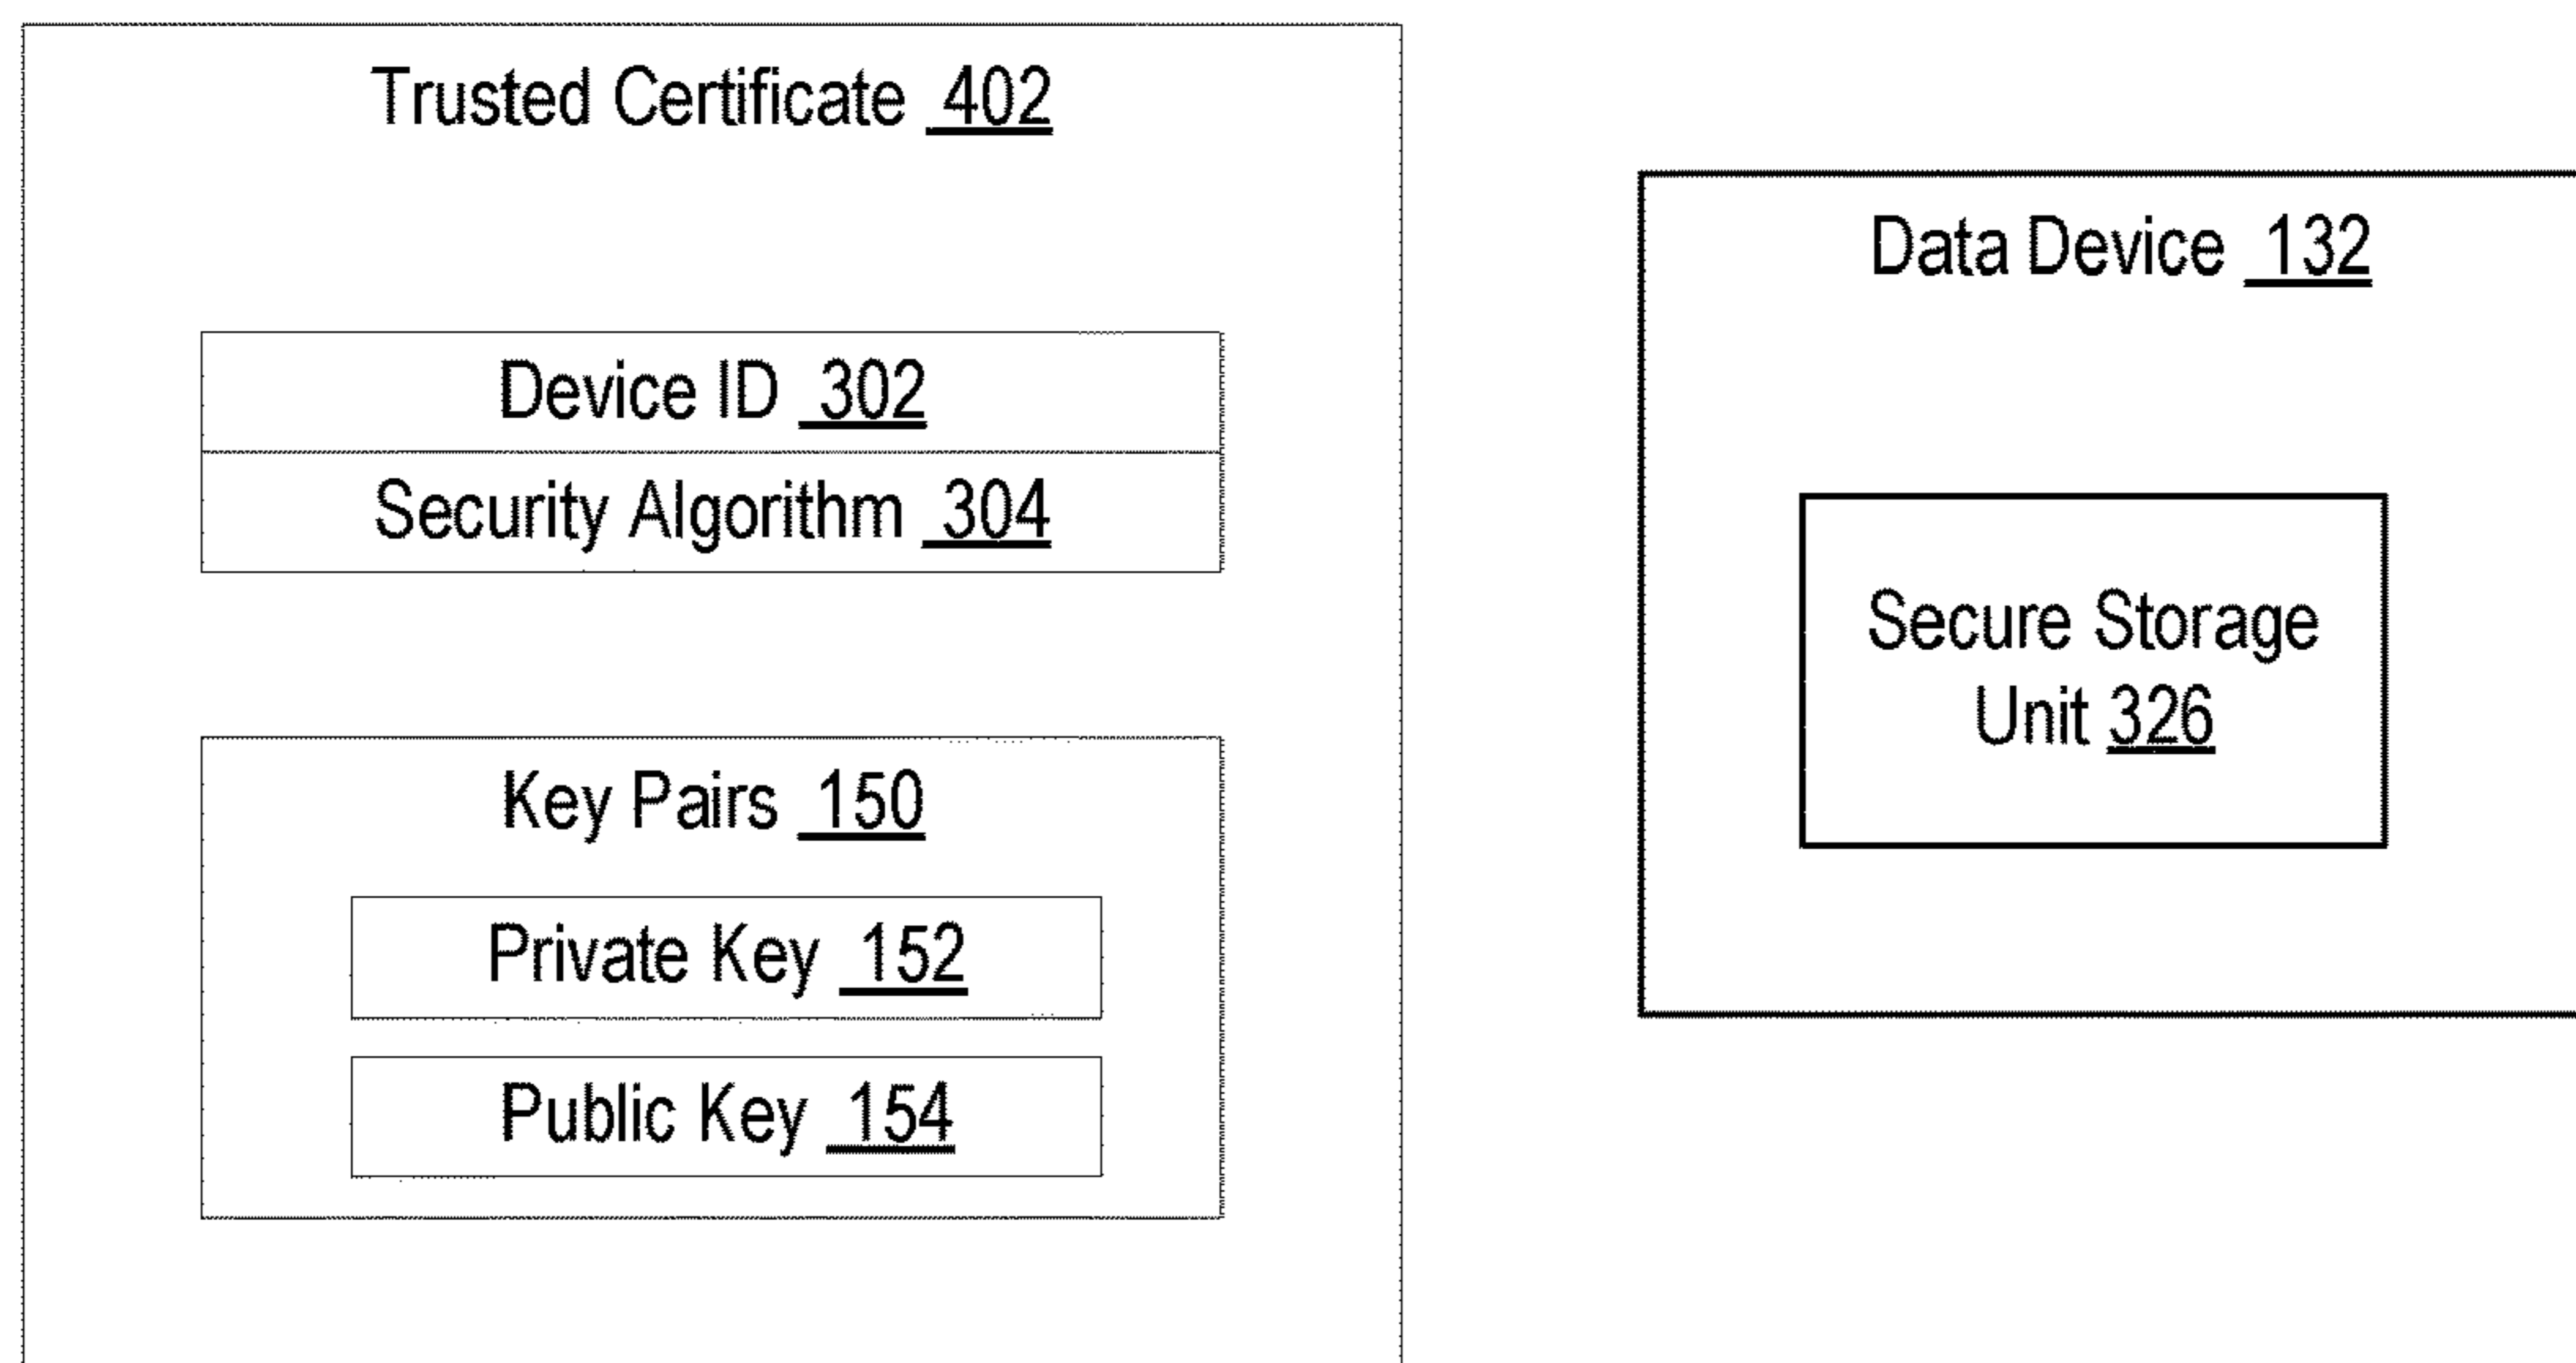 Trusted Certificate 402
Device ID 302
Security Algorithm 304
Key Pairs 150
Private Key 152
Public Key 154
Data Device 132
Secure Storage
Unit 326